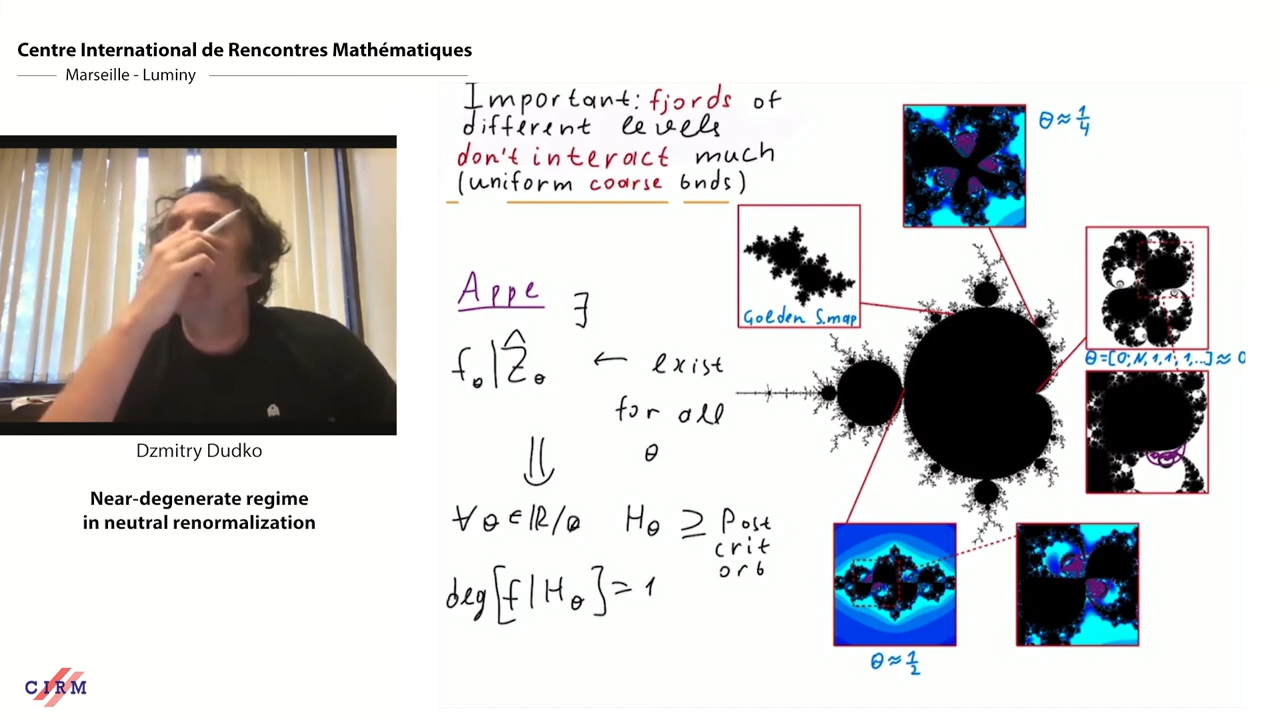 Centre International de Rencontres Mathématiques
Marseille - Luminy
Dzmitry Dudko
Near-degenerate regime
in neutral renormalization
CIRM
Important: fjords of
different levels
don't interact much
(uniform coarse bnds)
Appe ∃
f_θ | Ẑ_θ ← exist
for all
θ
⇓
∀ θ ∈ ℝ/ℚ H_θ ⊇ Post
crit
orb
deg[f | H_θ] = 1
θ ≈ 1/4
Golden S.map
θ=[0;N,1,1,1,...] ≈ 0
θ ≈ 1/2